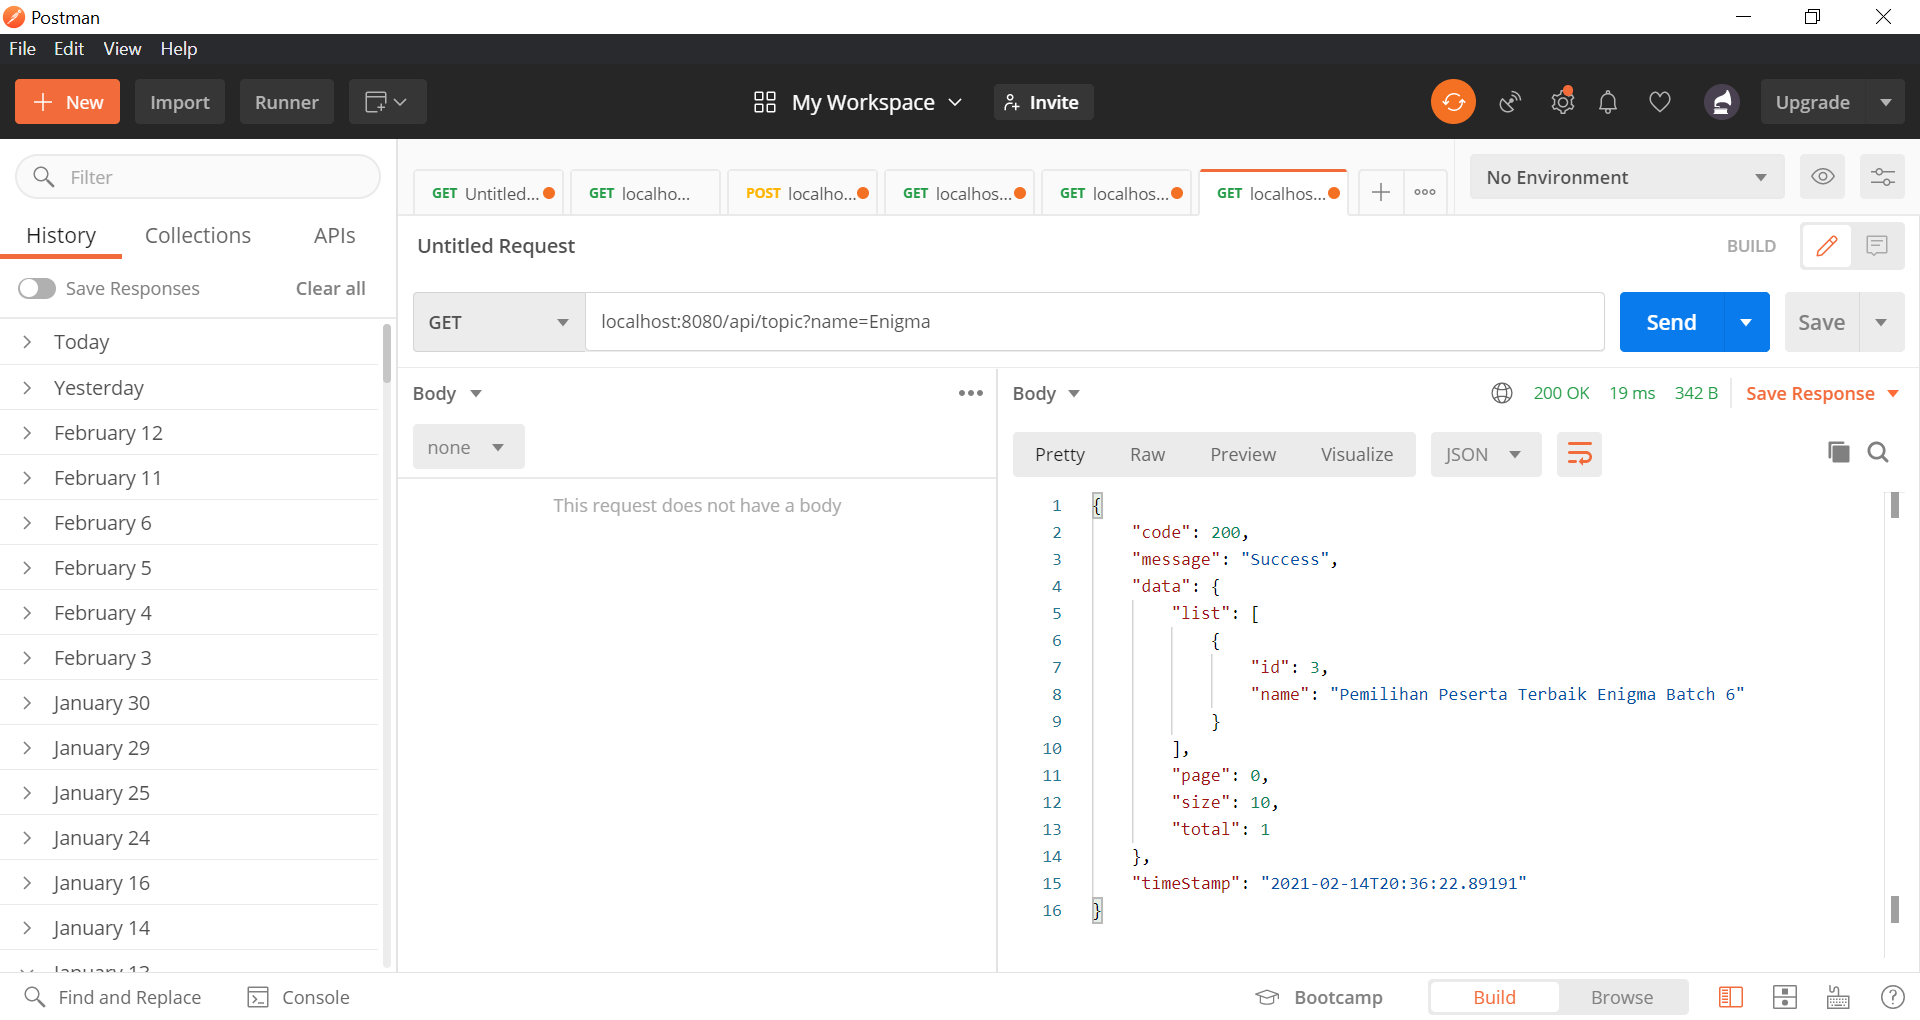 Postman
File Edit View Help
+ New Import Runner My Workspace Invite Upgrade
Filter
History Collections APIs
Save Responses Clear all
Today
Yesterday
February 12
February 11
February 6
February 5
February 4
February 3
January 30
January 29
January 25
January 24
January 16
January 14
January 13
GET Untitled... GET localho... POST localho... GET localhos... GET localhos... GET localhos... + ooo
No Environment
Untitled Request BUILD
GET localhost:8080/api/topic?name=Enigma Send Save
Body •••
none
This request does not have a body
Body 200 OK 19 ms 342 B Save Response
Pretty Raw Preview Visualize JSON
1 {
2 "code": 200,
3 "message": "Success",
4 "data": {
5 "list": [
6 {
7 "id": 3,
8 "name": "Pemilihan Peserta Terbaik Enigma Batch 6"
9 }
10 ],
11 "page": 0,
12 "size": 10,
13 "total": 1
14 },
15 "timeStamp": "2021-02-14T20:36:22.89191"
16 }
Find and Replace Console Bootcamp Build Browse